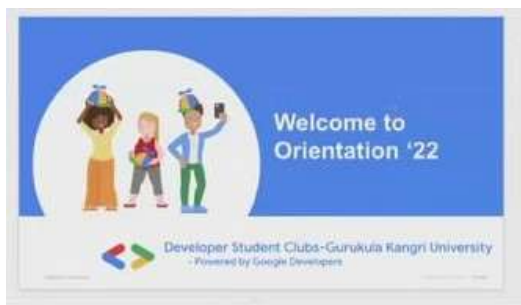 Welcome to
Orientation ‘22
Developer Student Clubs-Gurukula Kangri University
- Powered by Google Developers